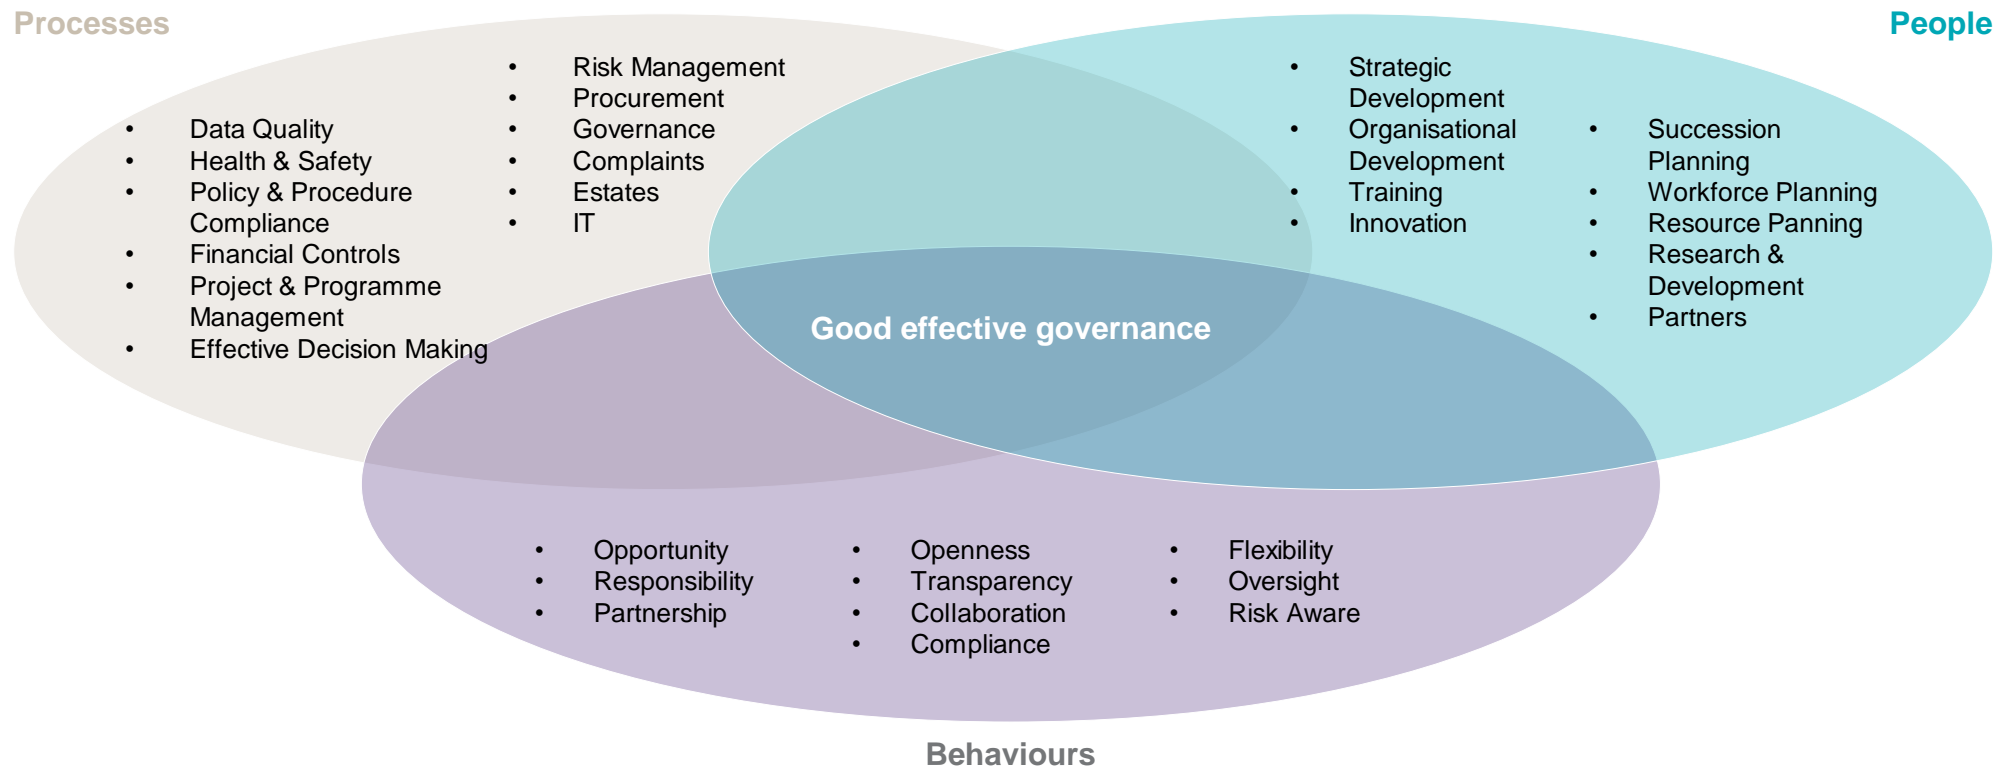 Processes
People
• Risk Management
• Procurement
• Governance
• Complaints
• Estates
• IT
• Data Quality
• Health & Safety
• Policy & Procedure
Compliance
• Financial Controls
• Project & Programme
Management
• Effective Decision Making
• Strategic
Development
• Organisational
Development
• Training
• Innovation
• Succession
Planning
• Workforce Planning
• Resource Panning
• Research &
Development
• Partners
Good effective governance
• Opportunity
• Responsibility
• Partnership
• Openness
• Transparency
• Collaboration
• Compliance
• Flexibility
• Oversight
• Risk Aware
Behaviours